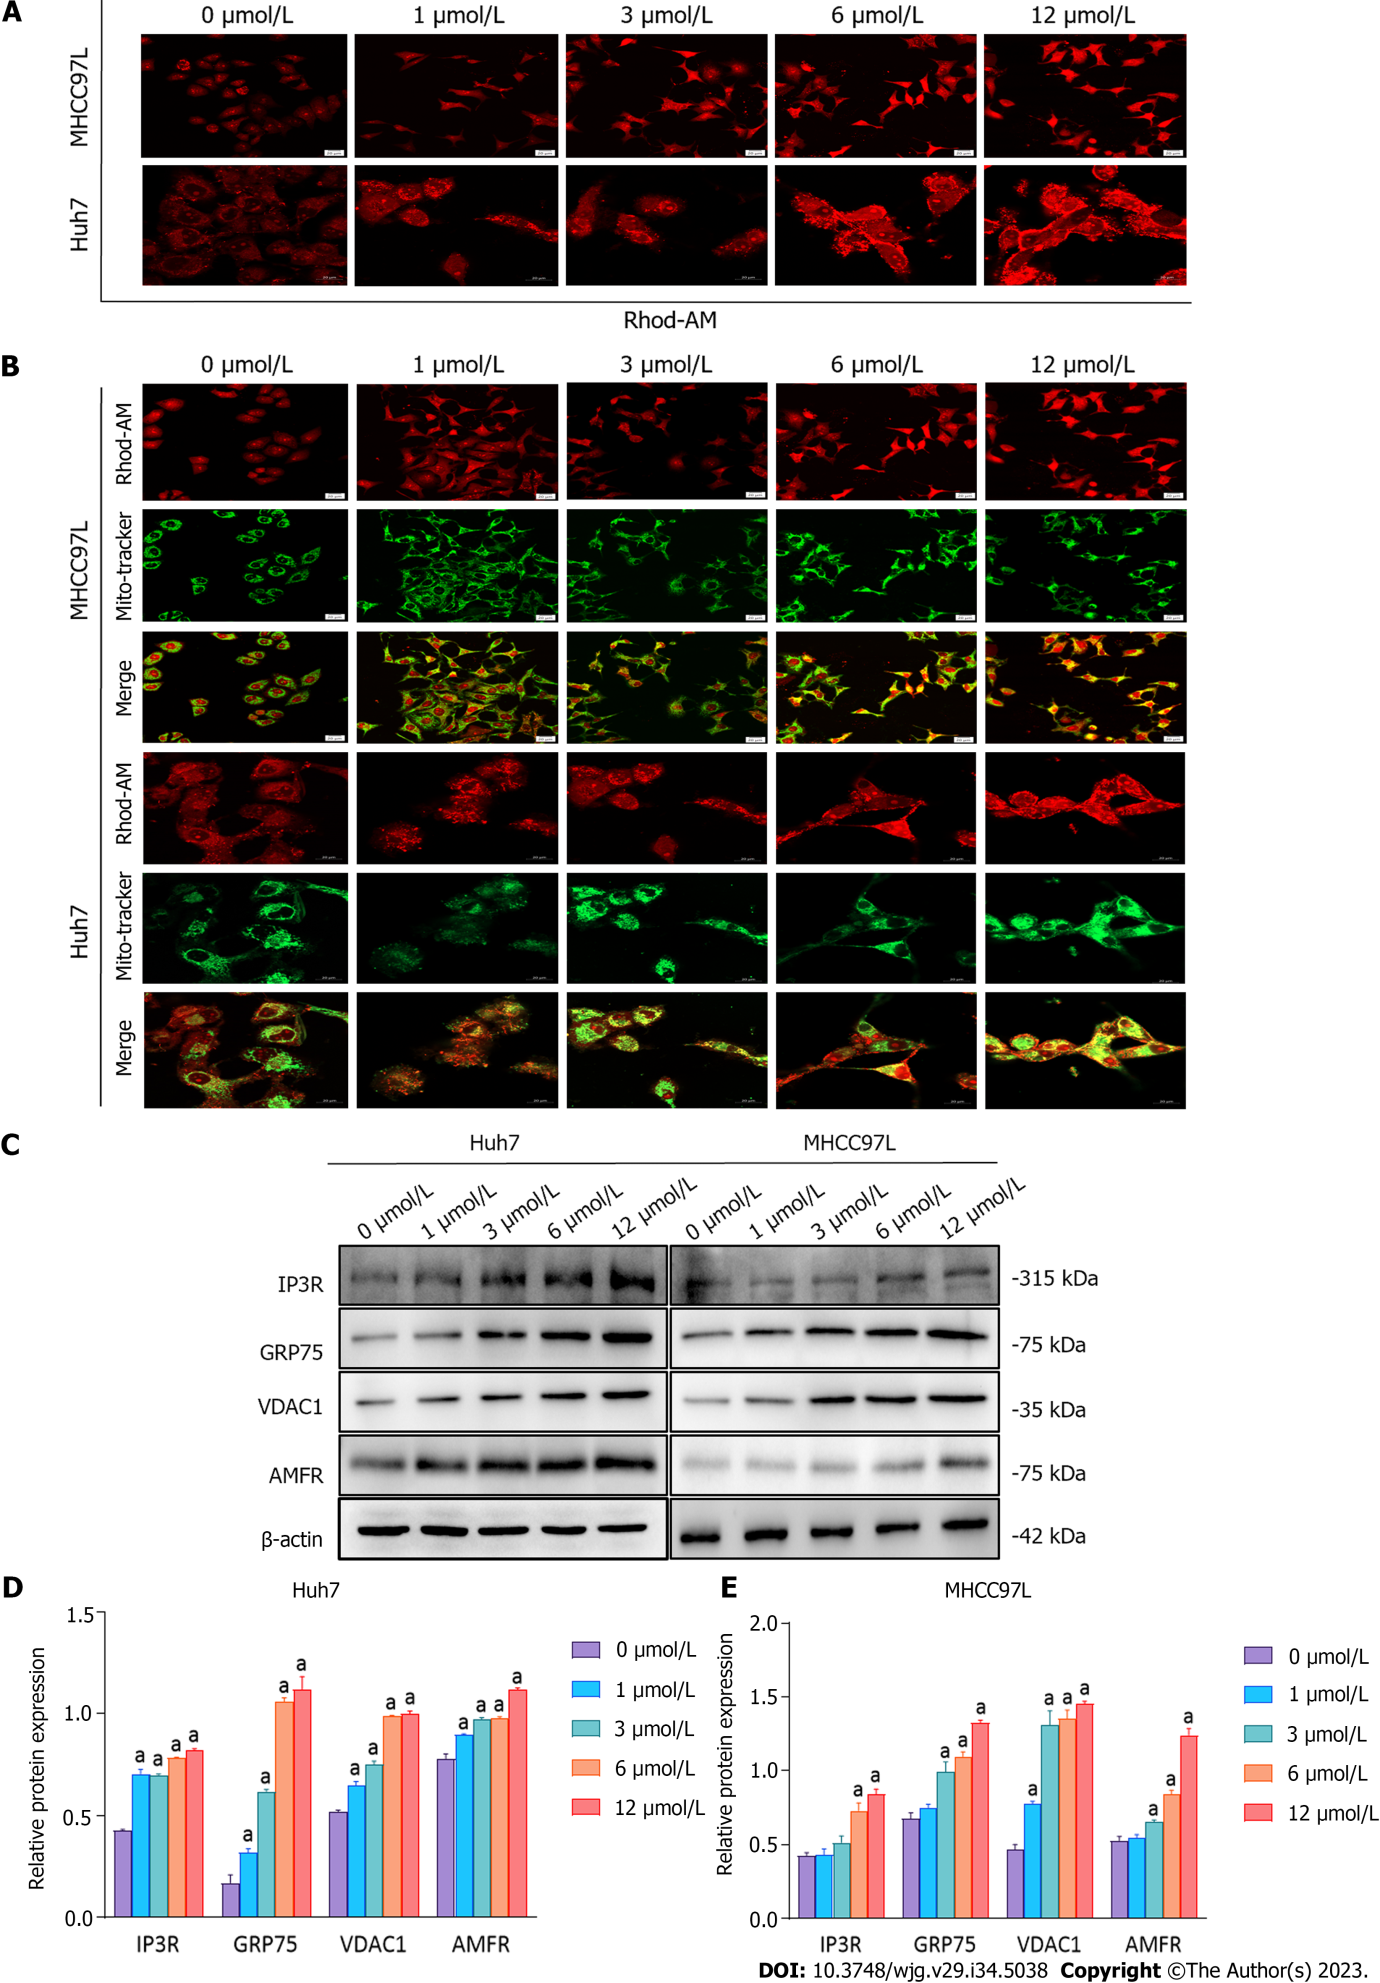 A
0 µmol/L 1 µmol/L 3 µmol/L 6 µmol/L 12 µmol/L
MHCC97L
Huh7
Rhod-AM
B
0 µmol/L 1 µmol/L 3 µmol/L 6 µmol/L 12 µmol/L
MHCC97L
Rhod-AM
Mito-tracker
Merge
Huh7
Rhod-AM
Mito-tracker
Merge
C
Huh7 MHCC97L
0 µmol/L 1 µmol/L 3 µmol/L 6 µmol/L 12 µmol/L 0 µmol/L 1 µmol/L 3 µmol/L 6 µmol/L 12 µmol/L
IP3R -315 kDa
GRP75 -75 kDa
VDAC1 -35 kDa
AMFR -75 kDa
β-actin -42 kDa
D
Huh7
Relative protein expression
1.5
1.0
0.5
0.0
a a a a
a a a a
a a a a
a a a a
IP3R GRP75 VDAC1 AMFR
0 µmol/L
1 µmol/L
3 µmol/L
6 µmol/L
12 µmol/L
E
MHCC97L
Relative protein expression
2.0
1.5
1.0
0.5
0.0
a a
a a a
a a a a
a a a
IP3R GRP75 VDAC1 AMFR
0 µmol/L
1 µmol/L
3 µmol/L
6 µmol/L
12 µmol/L
DOI: 10.3748/wjg.v29.i34.5038 Copyright ©The Author(s) 2023.